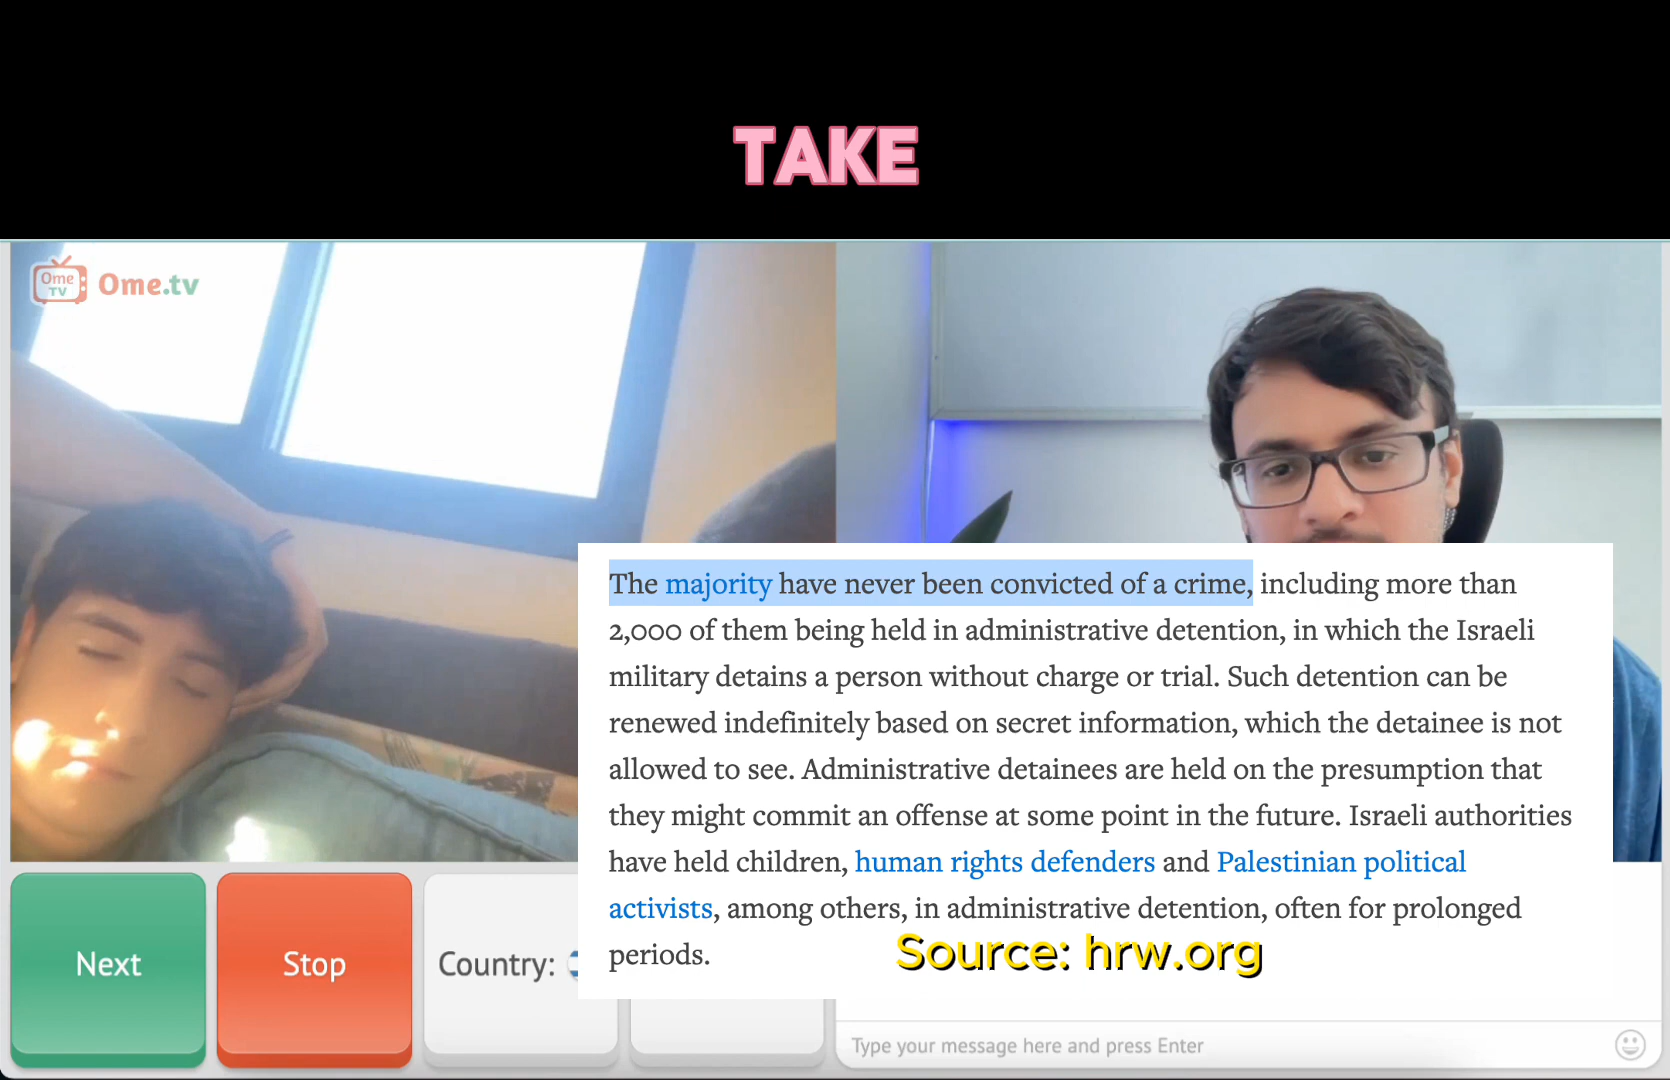 TAKE
Ome
TV
Ome.tv
The majority have never been convicted of a crime, including more than
2,000 of them being held in administrative detention, in which the Israeli
military detains a person without charge or trial. Such detention can be
renewed indefinitely based on secret information, which the detainee is not
allowed to see. Administrative detainees are held on the presumption that
they might commit an offense at some point in the future. Israeli authorities
have held children, human rights defenders and Palestinian political
activists, among others, in administrative detention, often for prolonged
periods.
Source: hrw.org
Next
Stop
Country:
Type your message here and press Enter